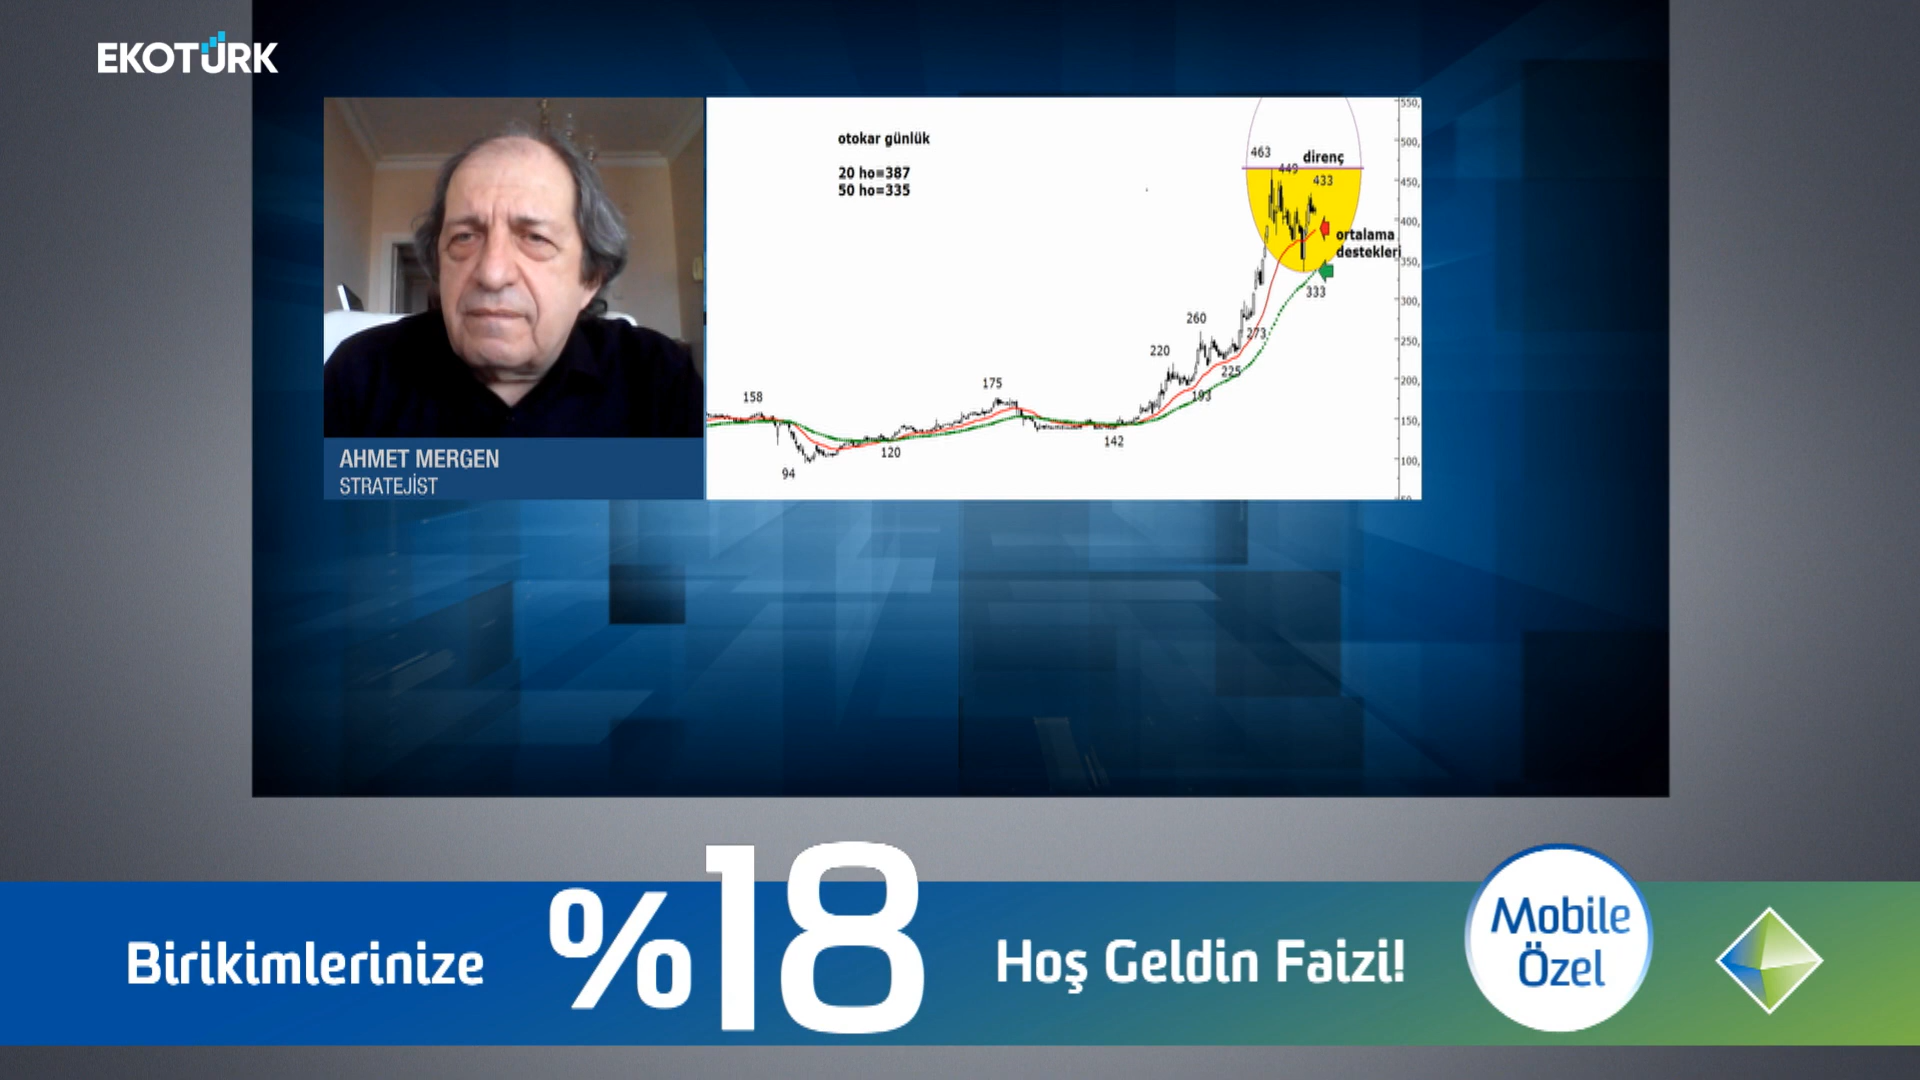 EKOTÜRK
otokar günlük
20 ho=387
50 ho=335
463
direnç
449
433
ortalama
destekleri
333
273
260
220
225
193
175
158
142
120
94
550,
500,
450,
400,
350,
300,
250,
200,
150,
100,
AHMET MERGEN
STRATEJİST
Birikimlerinize %18 Hoş Geldin Faizi!
Mobile
Özel